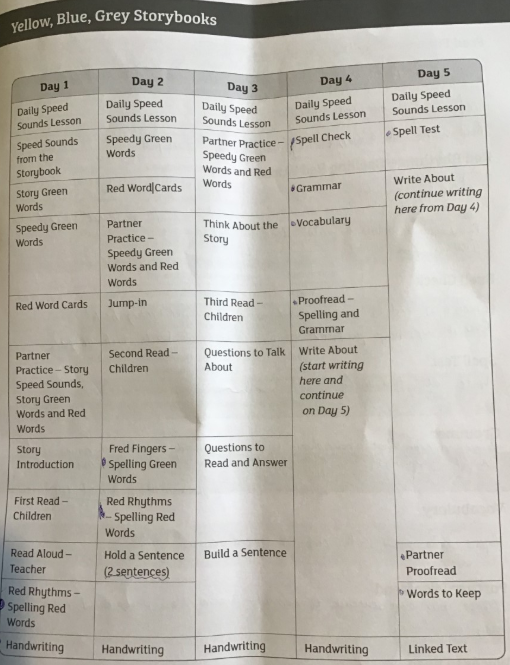 Yellow, Blue, Grey Storybooks
Day 1
Daily Speed
Sounds Lesson
Speed Sounds
from the
Storybook
Story Green
Words
Speedy Green
Words
Red Word Cards
Partner
Practice – Story
Speed Sounds,
Story Green
Words and Red
Words
Story
Introduction
First Read –
Children
Read Aloud –
Teacher
Red Rhythms –
Spelling Red
Words
Handwriting
Day 2
Daily Speed
Sounds Lesson
Speedy Green
Words
Red Word Cards
Partner
Practice –
Speedy Green
Words and Red
Words
Jump-in
Second Read –
Children
Fred Fingers –
Spelling Green
Words
Red Rhythms
– Spelling Red
Words
Hold a Sentence
(2 sentences)
Handwriting
Day 3
Daily Speed
Sounds Lesson
Partner Practice –
Speedy Green
Words and Red
Words
Think About the
Story
Third Read –
Children
Questions to Talk
About
Questions to
Read and Answer
Build a Sentence
Handwriting
Day 4
Daily Speed
Sounds Lesson
Spell Check
Grammar
Vocabulary
Proofread –
Spelling and
Grammar
Write About
(start writing
here and
continue
on Day 5)
Handwriting
Day 5
Daily Speed
Sounds Lesson
Spell Test
Write About
(continue writing
here from Day 4)
Partner
Proofread
Words to Keep
Linked Text